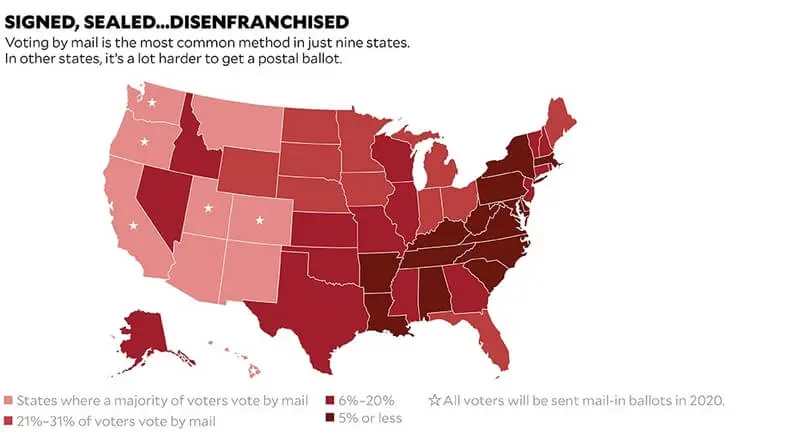 SIGNED, SEALED...DISENFRANCHISED
Voting by mail is the most common method in just nine states.
In other states, it's a lot harder to get a postal ballot.
States where a majority of voters vote by mail
21%–31% of voters vote by mail
6%–20%
5% or less
☆All voters will be sent mail-in ballots in 2020.